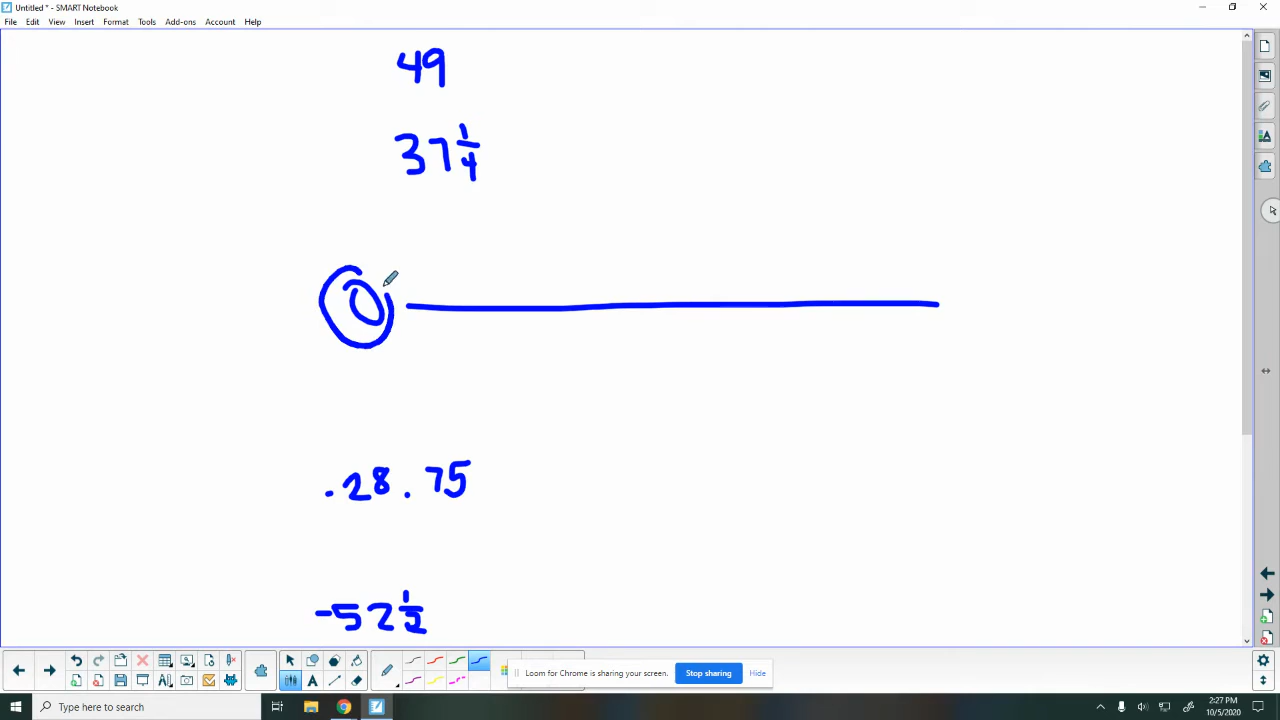 Untitled * - SMART Notebook
File Edit View Insert Format Tools Add-ons Account Help
49
37 1/4
0
.28.75
-52 1/2
Loom for Chrome is sharing your screen. Stop sharing Hide
Type here to search
2:27 PM
10/5/2020